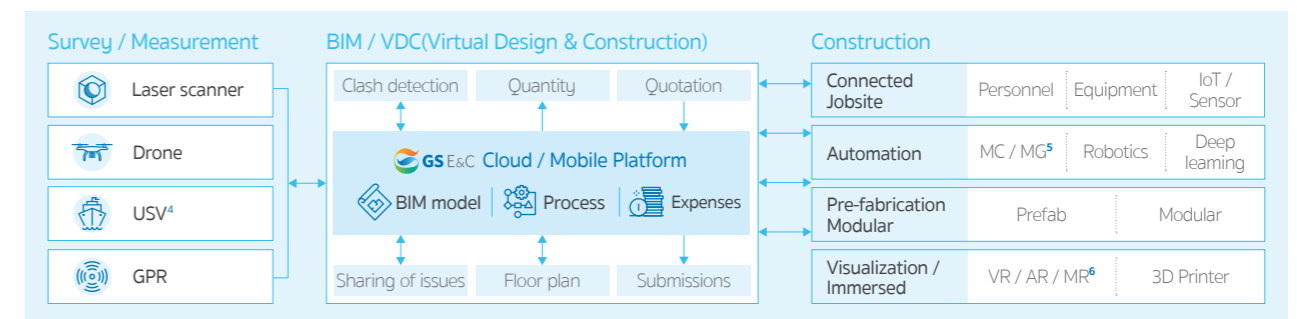 Survey / Measurement
Laser scanner
Drone
USV4
GPR
BIM / VDC(Virtual Design & Construction)
Clash detection
Quantity
Quotation
GS E&C Cloud / Mobile Platform
BIM model
Process
Expenses
Sharing of issues
Floor plan
Submissions
Construction
Connected
Jobsite
Personnel
Equipment
IoT /
Sensor
Automation
MC / MG5
Robotics
Deep
leaming
Pre-fabrication
Modular
Prefab
Modular
Visualization /
Immersed
VR / AR / MR6
3D Printer